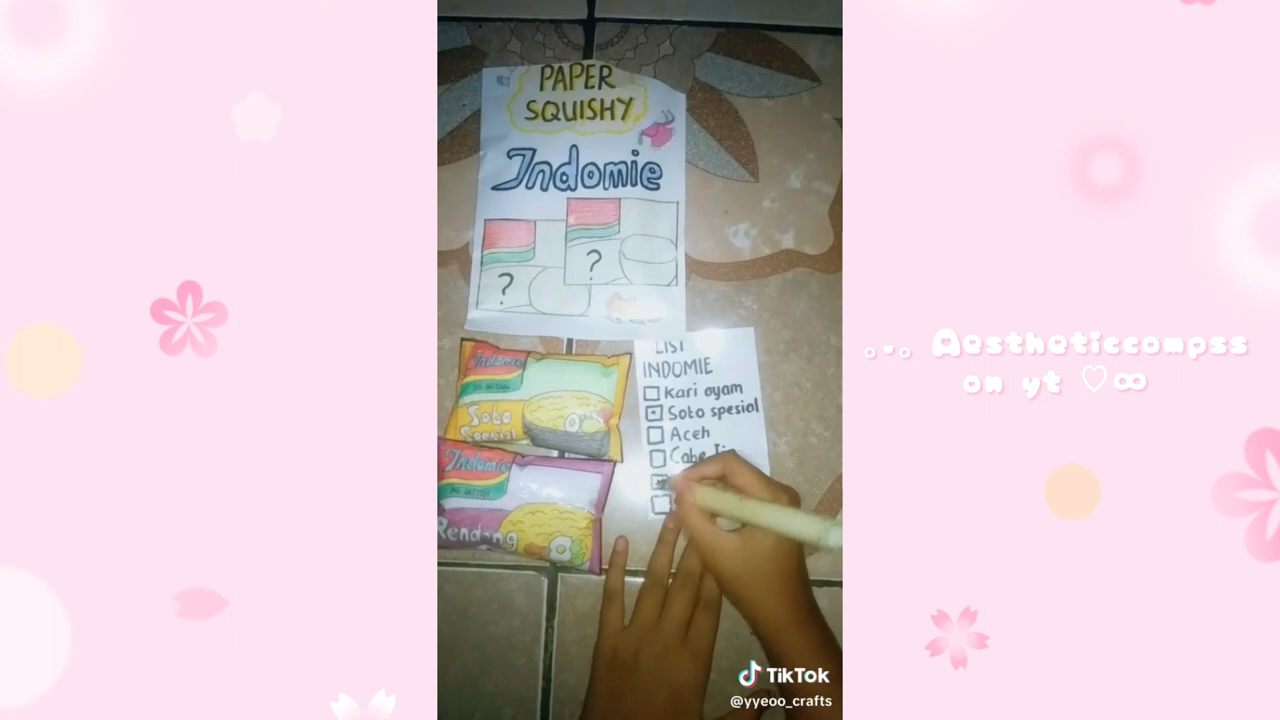 PAPER
SQUISHY
Indomie
?
?
Indomie
Soto
Spesial
Indomie
Rendang
LIST
INDOMIE
Kari ayam
Soto spesial
Aceh
Cabe
Aestheticcompss
on yt ♡∞
TikTok
@yyeoo_crafts